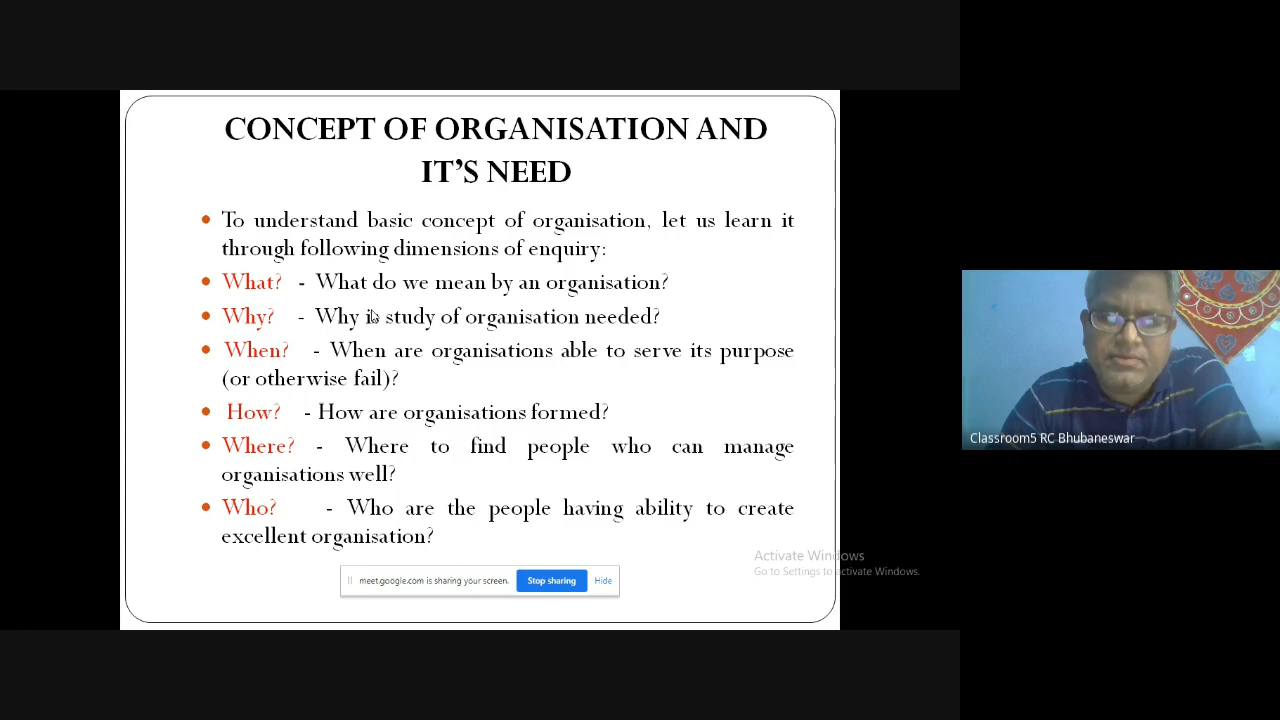 CONCEPT OF ORGANISATION AND
IT'S NEED
To understand basic concept of organisation, let us learn it
through following dimensions of enquiry:
What? - What do we mean by an organisation?
Why? - Why is study of organisation needed?
When? - When are organisations able to serve its purpose
(or otherwise fail)?
How? - How are organisations formed?
Where? - Where to find people who can manage
organisations well?
Who? - Who are the people having ability to create
excellent organisation?
meet.google.com is sharing your screen. Stop sharing Hide
Activate Windows
Go to Settings to activate Windows.
Classroom5 RC Bhubaneswar